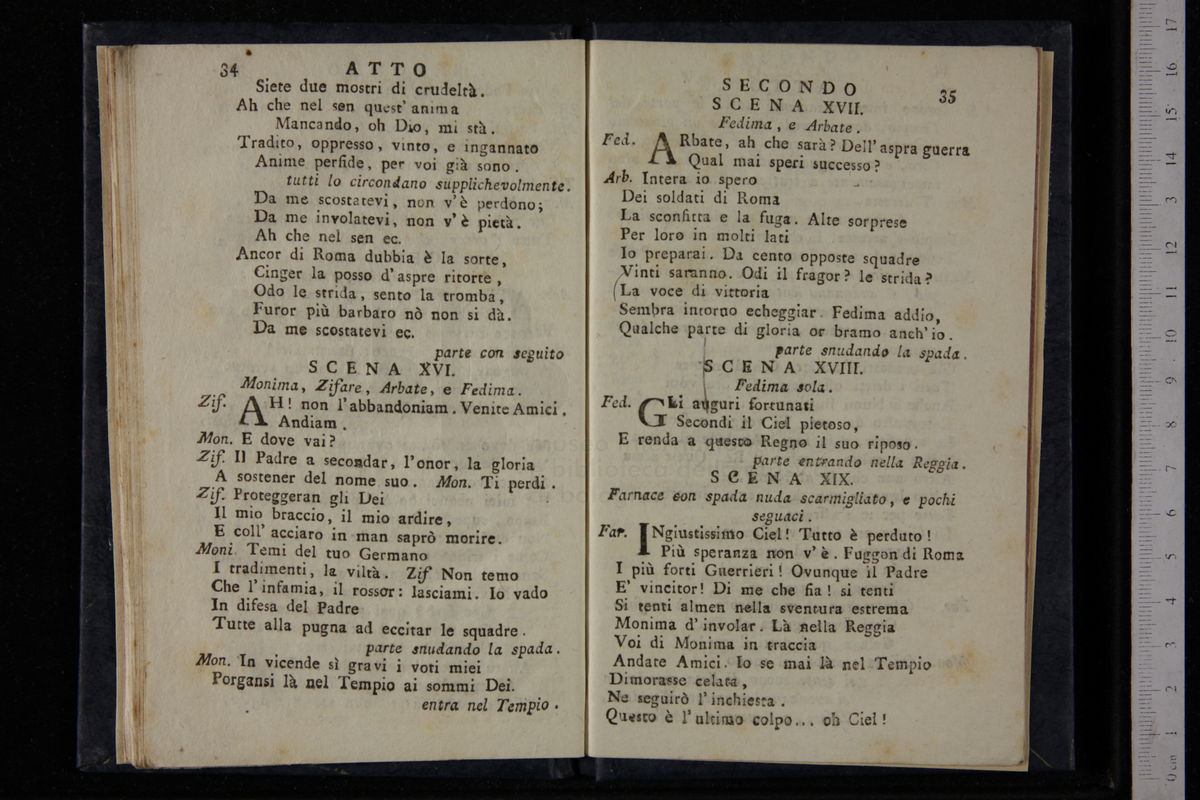 34 ATTO
Siete due mostri di crudeltà.
Ah che nel sen quest' anima
Mancando, oh Dio, mi stà.
Tradito, oppresso, vinto, e ingannato
Anime perfide, per voi già sono.
tutti lo circondano supplichevolmente.
Da me scostatevi, non v'è perdono;
Da me involatevi, non v'è pietà.
Ah che nel sen ec.
Ancor di Roma dubbia è la sorte,
Cinger la posso d'aspre ritorte,
Odo le strida, sento la tromba,
Furor più barbaro nò non si dà.
Da me scostatevi ec.
parte con seguito
SCENA XVI.
Monima, Zifare, Arbate, e Fedima.
Zif. AH! non l'abbandoniam. Venite Amici.
Andiam.
Mon. E dove vai?
Zif. Il Padre a secondar, l'onor, la gloria
A sostener del nome suo. Mon. Ti perdi.
Zif. Proteggeran gli Dei
Il mio braccio, il mio ardire,
E coll' acciaro in man saprò morire.
Moni. Temi del tuo Germano
I tradimenti, la viltà. Zif Non temo
Che l'infamia, il rossor: lasciami. Io vado
In difesa del Padre
Tutte alla pugna ad eccitar le squadre.
parte snudando la spada.
Mon. In vicende sì gravi i voti miei
Porgansi là nel Tempio ai sommi Dei.
entra nel Tempio.
SECONDO 35
SCENA XVII.
Fedima, e Arbate.
Fed. ARbate, ah che sarà? Dell'aspra guerra
Qual mai speri successo?
Arb. Intera io spero
Dei soldati di Roma
La sconfitta e la fuga. Alte sorprese
Per loro in molti lati
Io preparai. Da cento opposte squadre
Vinti saranno. Odi il fragor? le strida?
La voce di vittoria
Sembra intorno echeggiar. Fedima addio,
Qualche parte di gloria or bramo anch'io.
parte snudando la spada.
SCENA XVIII.
Fedima sola.
Fed. GLi auguri fortunati
Secondi il Ciel pietoso,
E renda a questo Regno il suo riposo.
parte entrando nella Reggia.
SCENA XIX.
Farnace con spada nuda scarmigliato, e pochi
seguaci.
Far. INgiustissimo Ciel! Tutto è perduto!
Più speranza non v'è. Fuggon di Roma
I più forti Guerrieri! Ovunque il Padre
E' vincitor! Di me che fia! si tenti
Si tenti almen nella sventura estrema
Monima d'involar. Là nella Reggia
Voi di Monima in traccia
Andate Amici. Io se mai là nel Tempio
Dimorasse celata,
Ne seguirò l'inchiesta.
Questo è l'ultimo colpo... oh Ciel!